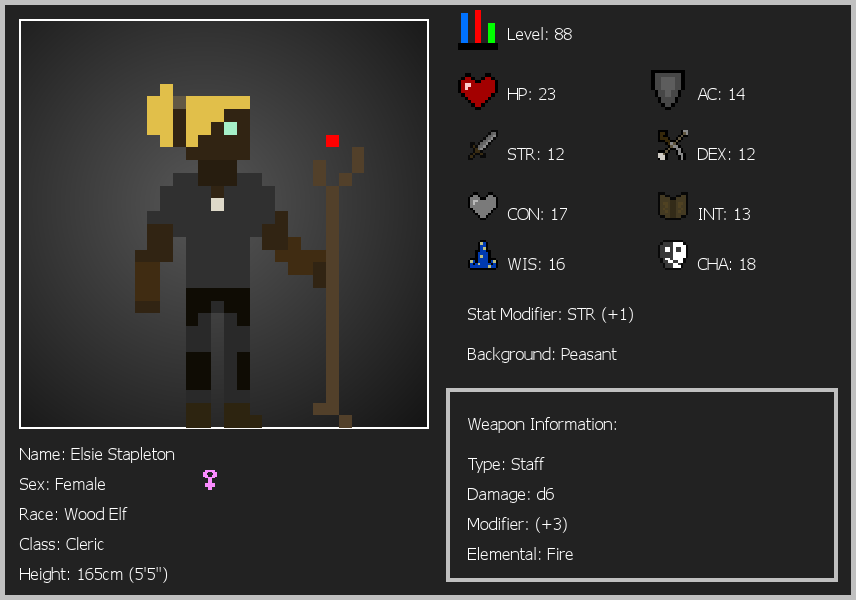 Level: 88
HP: 23
AC: 14
STR: 12
DEX: 12
CON: 17
INT: 13
WIS: 16
CHA: 18
Stat Modifier: STR (+1)
Background: Peasant
Weapon Information:
Type: Staff
Damage: d6
Modifier: (+3)
Elemental: Fire
Name: Elsie Stapleton
Sex: Female
Race: Wood Elf
Class: Cleric
Height: 165cm (5'5")